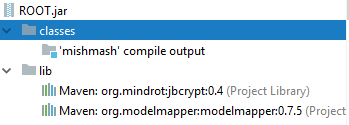 ROOT.jar
classes
'mishmash' compile output
lib
Maven: org.mindrot:jbcrypt:0.4 (Project Library)
Maven: org.modelmapper:modelmapper:0.7.5 (Project